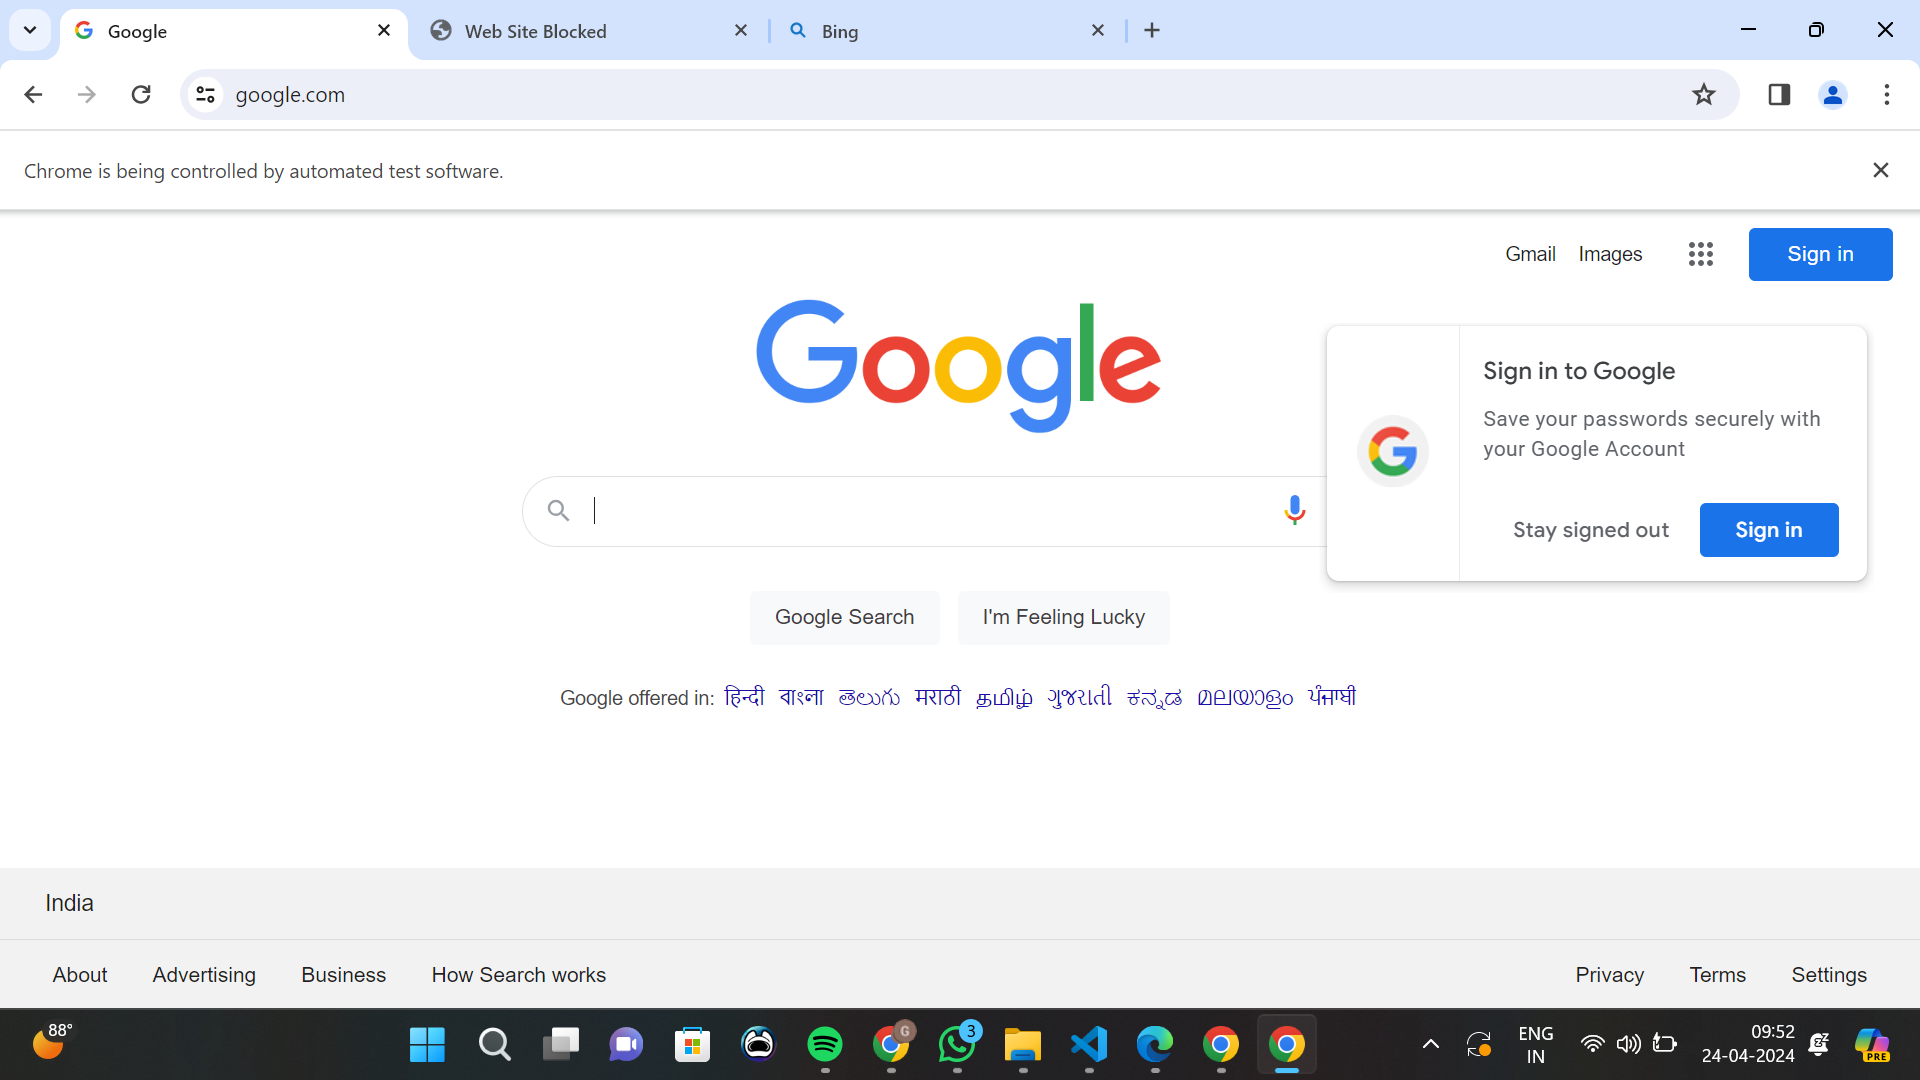 Google
Web Site Blocked
Bing
google.com
Chrome is being controlled by automated test software.
Gmail Images Sign in
Google
Sign in to Google
Save your passwords securely with
your Google Account
Stay signed out Sign in
Google Search I'm Feeling Lucky
Google offered in: हिन्दी বাংলা తెలుగు मराठी தமிழ் ગુજરાતી ಕನ್ನಡ മലയാളം ਪੰਜਾਬੀ
India
About Advertising Business How Search works Privacy Terms Settings
88°
G
3
ENG
IN
09:52
24-04-2024
PRE